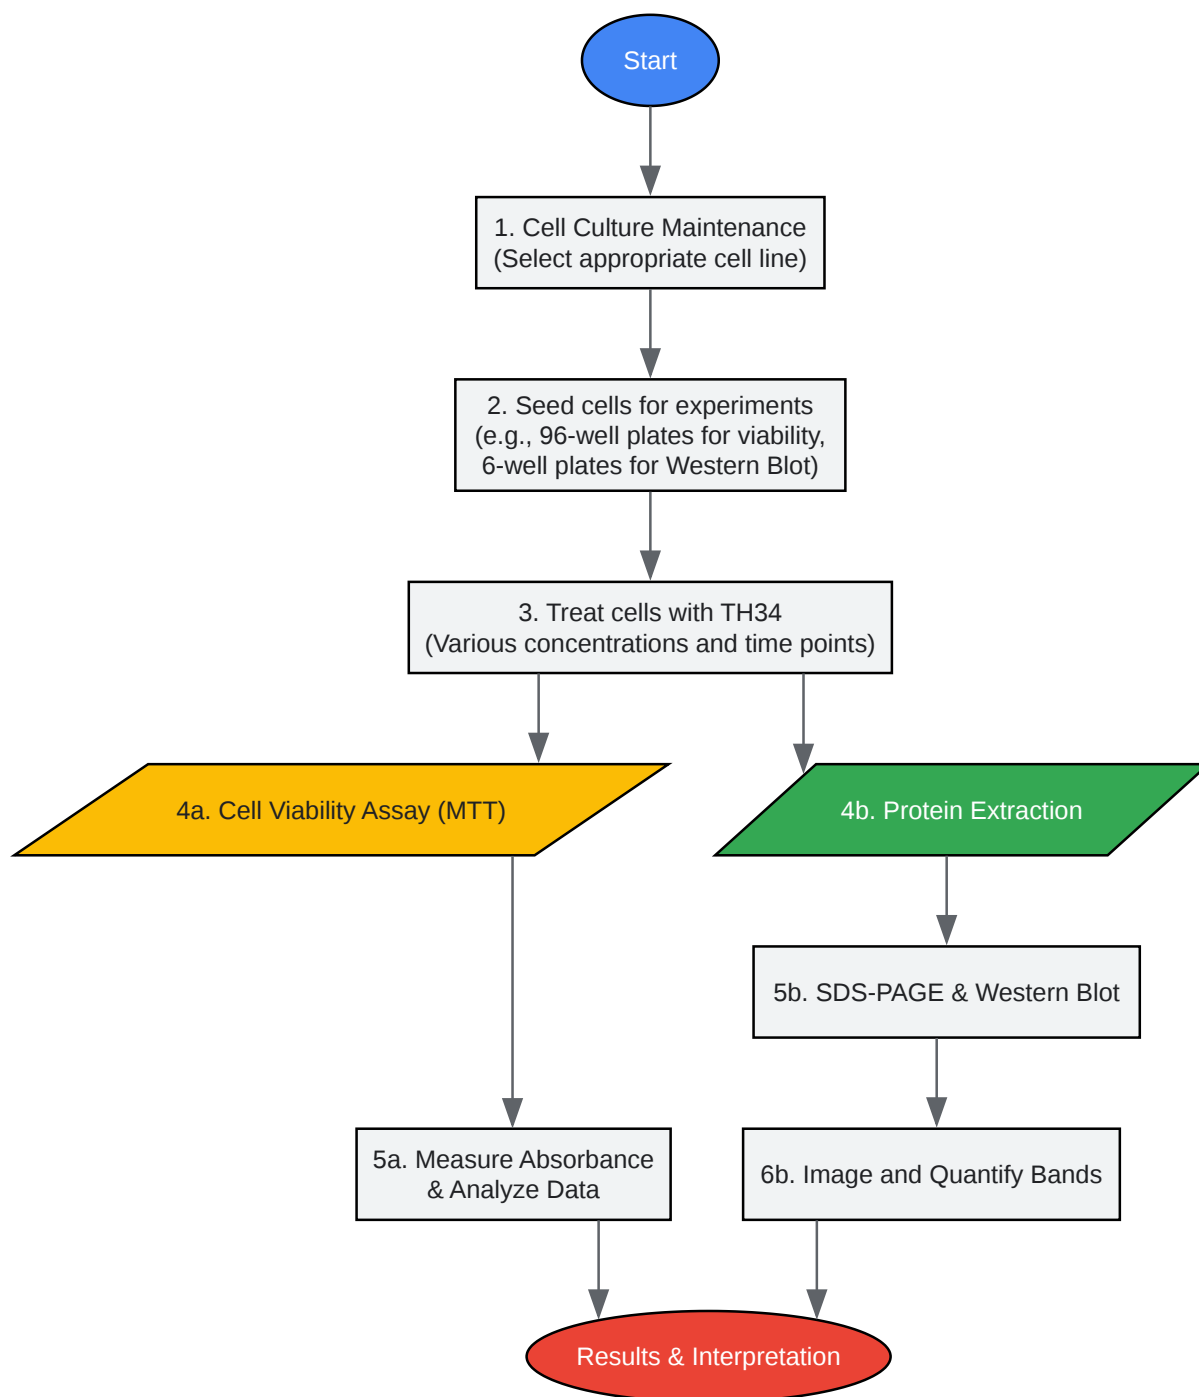 Start
1. Cell Culture Maintenance
(Select appropriate cell line)
2. Seed cells for experiments
(e.g., 96-well plates for viability,
6-well plates for Western Blot)
3. Treat cells with TH34
(Various concentrations and time points)
4a. Cell Viability Assay (MTT)
4b. Protein Extraction
5b. SDS-PAGE & Western Blot
5a. Measure Absorbance
& Analyze Data
6b. Image and Quantify Bands
Results & Interpretation